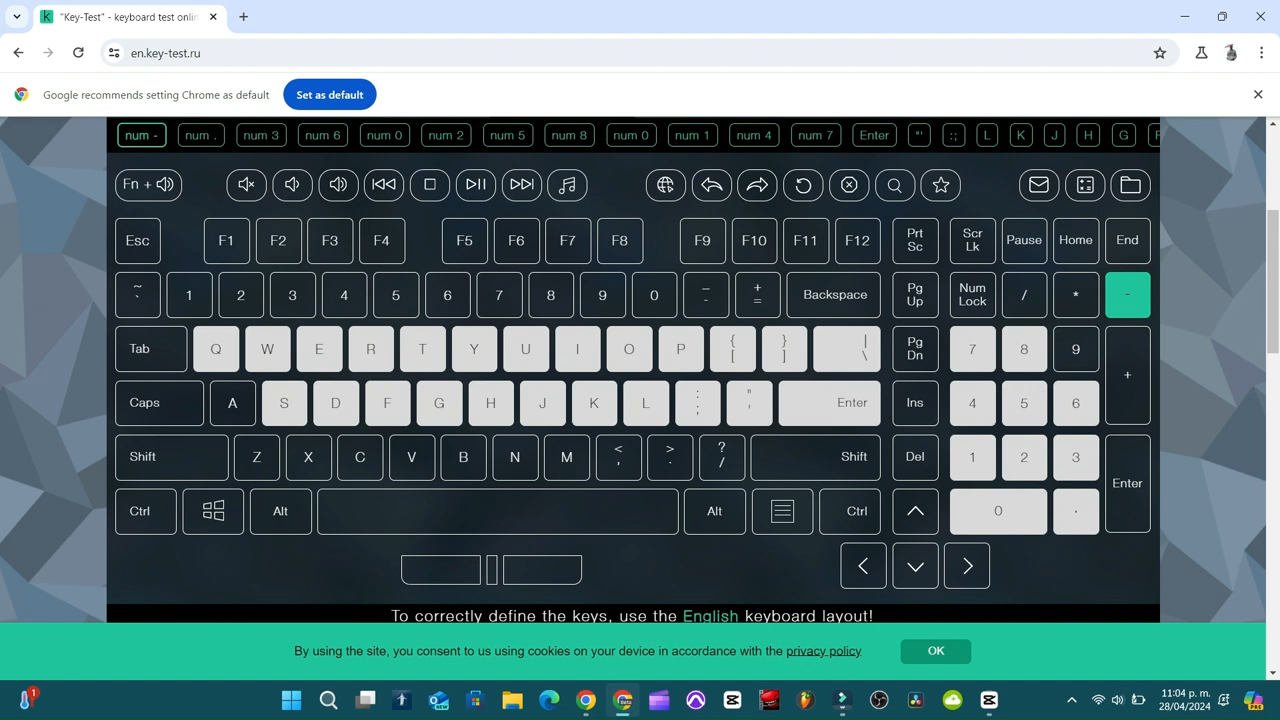 "Key-Test" - keyboard test onlin
en.key-test.ru
Google recommends setting Chrome as default Set as default
num - num . num 3 num 6 num 0 num 2 num 5 num 8 num 0 num 1 num 4 num 7 Enter "' :; L K J H G F
Fn +
Esc F1 F2 F3 F4 F5 F6 F7 F8 F9 F10 F11 F12 Prt Sc Scr Lk Pause Home End
~ ` 1 2 3 4 5 6 7 8 9 0 _ - + = Backspace Pg Up Num Lock / * -
Tab Q W E R T Y U I O P { [ } ] | \ Pg Dn 7 8 9 +
Caps A S D F G H J K L : ; " ' Enter Ins 4 5 6
Shift Z X C V B N M < , > . ? / Shift Del 1 2 3 Enter
Ctrl Alt Alt Ctrl 0 .
To correctly define the keys, use the English keyboard layout!
By using the site, you consent to us using cookies on your device in accordance with the privacy policy OK
1 11:04 p. m.
28/04/2024